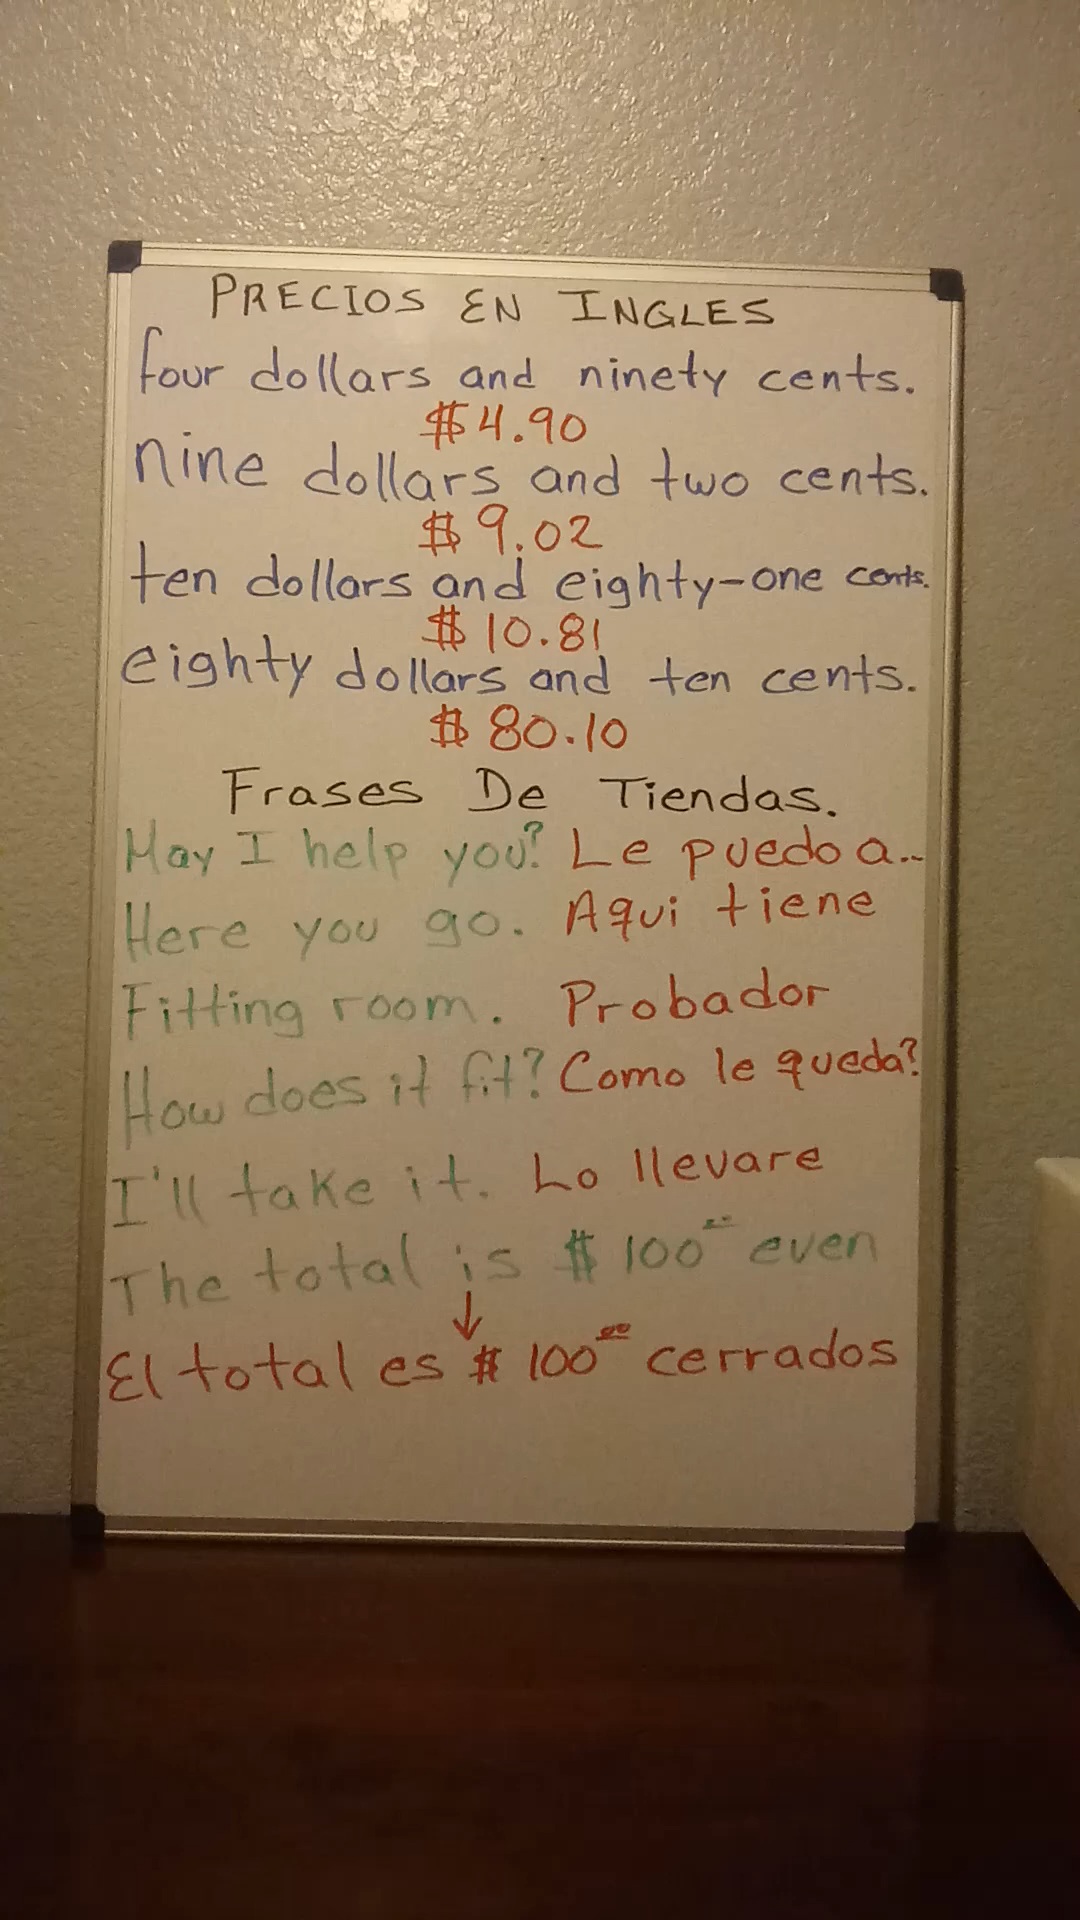 PRECIOS EN INGLES
four dollars and ninety cents.
$4.90
nine dollars and two cents.
$9.02
ten dollars and eighty-one cents.
$10.81
eighty dollars and ten cents.
$80.10
Frases De Tiendas.
May I help you? Le puedo a...
Here you go. Aqui tiene
Fitting room. Probador
How does it fit? Como le queda?
I'll take it. Lo llevare
The total is $100 00 even
↓
El total es $100 00 cerrados